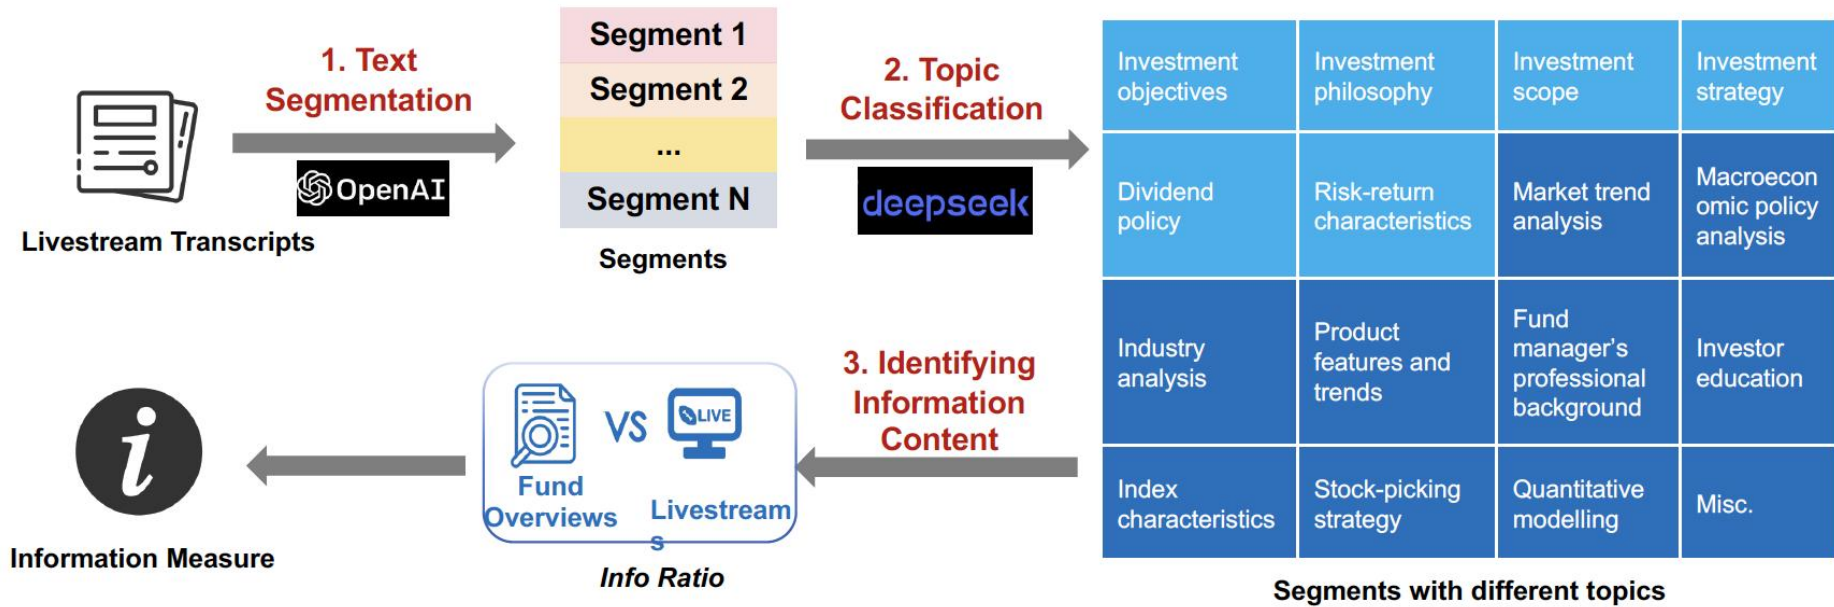 1. Text
Segmentation
OpenAI
Livestream Transcripts
Segment 1
Segment 2
...
Segment N
Segments
2. Topic
Classification
deepseek
Investment
objectives
Investment
philosophy
Investment
scope
Investment
strategy
Dividend
policy
Risk-return
characteristics
Market trend
analysis
Macroecon
omic policy
analysis
Industry
analysis
Product
features and
trends
Fund
manager's
professional
background
Investor
education
Index
characteristics
Stock-picking
strategy
Quantitative
modelling
Misc.
Segments with different topics
3. Identifying
Information
Content
VS
LIVE
Fund
Overviews
Livestream
s
Info Ratio
i
Information Measure